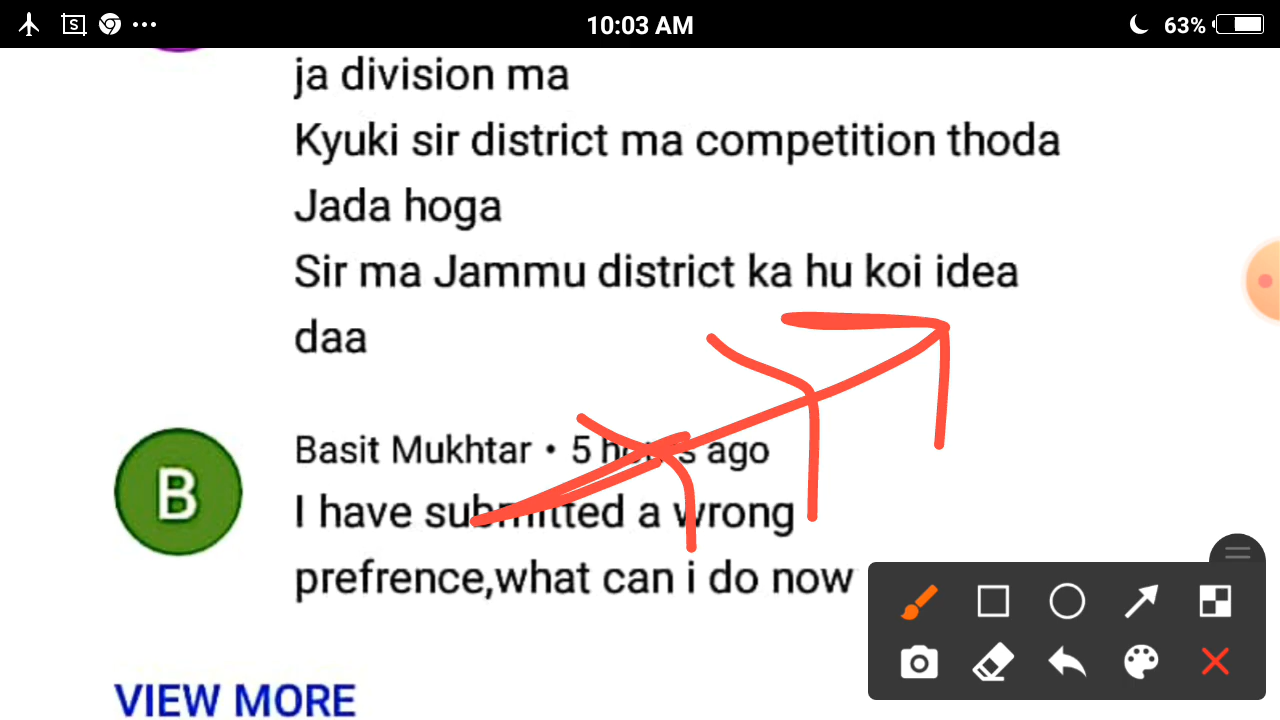 10:03 AM
63%
ja division ma
Kyuki sir district ma competition thoda
Jada hoga
Sir ma Jammu district ka hu koi idea
daa
Basit Mukhtar • 5 hours ago
B
I have submitted a wrong
prefrence,what can i do now
VIEW MORE